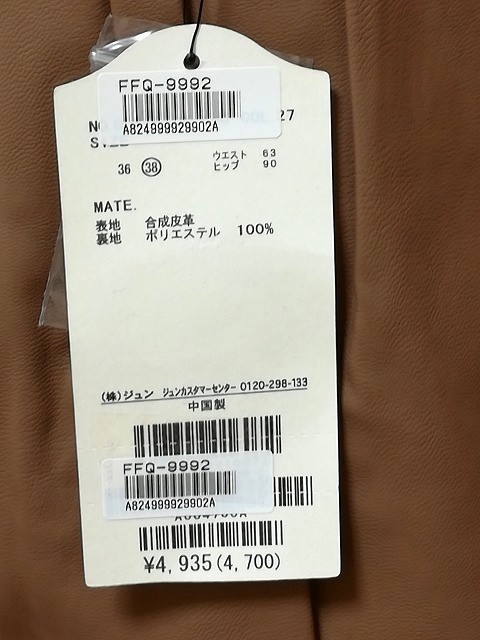 FFQ-9992
A824999929902A
27
36 38
ウエスト 63
ヒップ 90
MATE.
表地 合成皮革
裏地 ポリエステル 100%
(株)ジュン ジュンカスタマーセンター 0120-298-133
中国製
FFQ-9992
A824999929902A
¥4,935(4,700)